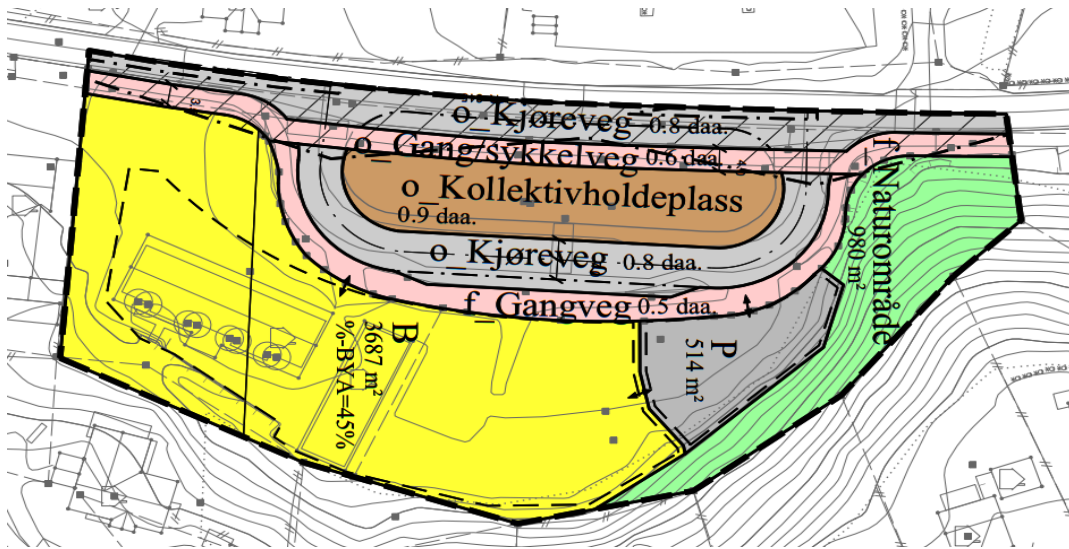 o_Kjøreveg 0.8 daa.
o_Gang/sykkelveg 0.6 daa.
o_Kollektivholdeplass
0.9 daa.
o_Kjøreveg 0.8 daa.
f_Gangveg 0.5 daa.
B
3687 m²
%-BYA=45%
P
514 m²
f_Naturområde
980 m²